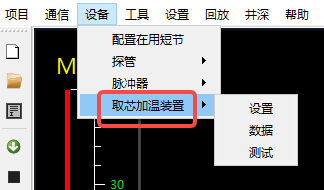 项目 通信 设备 工具 设置 回放 井深 帮助
配置在用短节
探管
脉冲器
取芯加温装置
设置
数据
测试
M
30